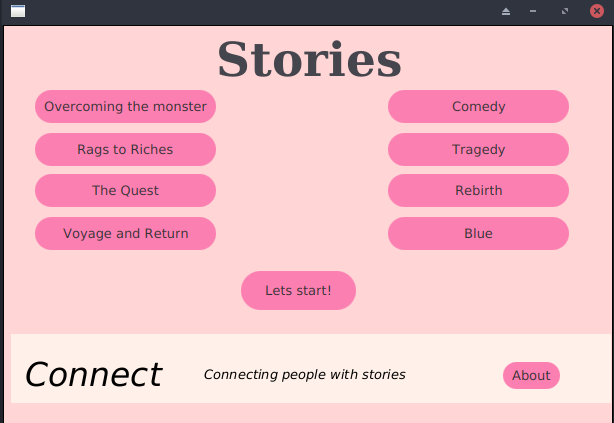 Stories
Overcoming the monster
Comedy
Rags to Riches
Tragedy
The Quest
Rebirth
Voyage and Return
Blue
Lets start!
Connect
Connecting people with stories
About